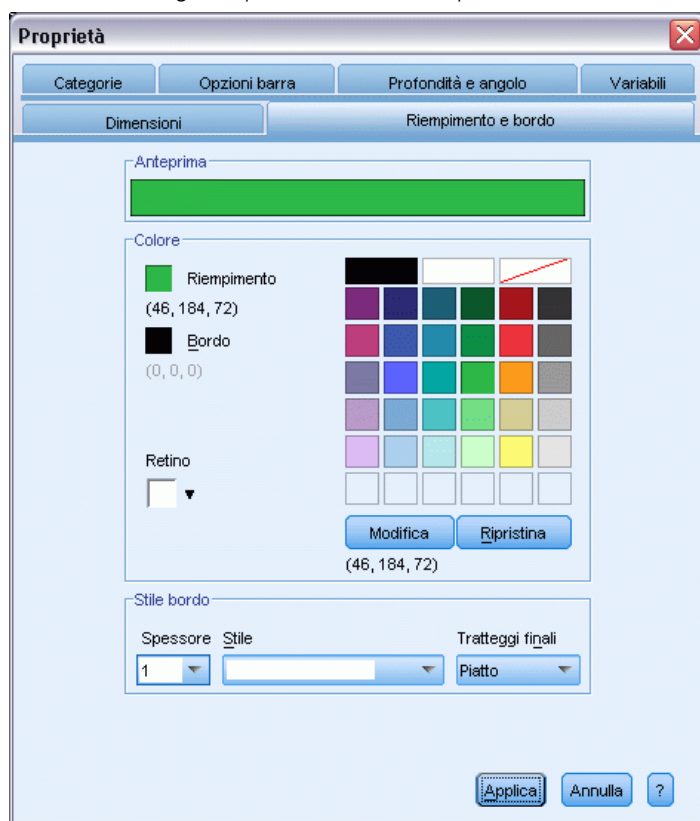 Proprietà
Categorie Opzioni barra Profondità e angolo Variabili
Dimensioni Riempimento e bordo
Anteprima
Colore
Riempimento
(46, 184, 72)
Bordo
(0, 0, 0)
Retino
Modifica Ripristina
(46, 184, 72)
Stile bordo
Spessore Stile Tratteggi finali
1 Piatto
Applica Annulla ?